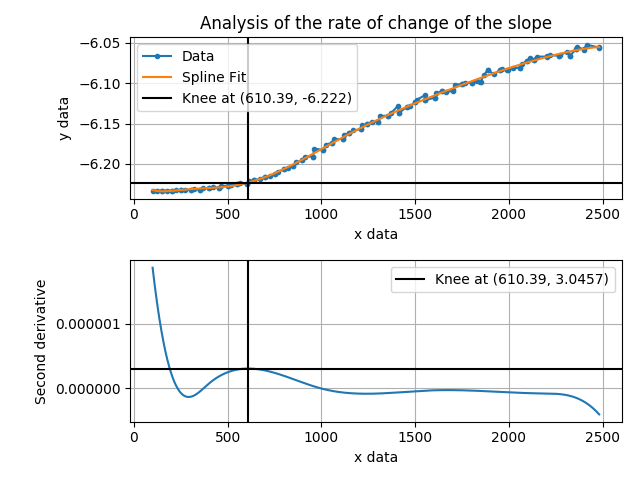 Analysis of the rate of change of the slope
−6.05
−6.10
−6.15
−6.20
y data
Data
Spline Fit
Knee at (610.39, -6.222)
0
500
1000
1500
2000
2500
x data
Knee at (610.39, 3.0457)
0.000001
0.000000
Second derivative
0
500
1000
1500
2000
2500
x data